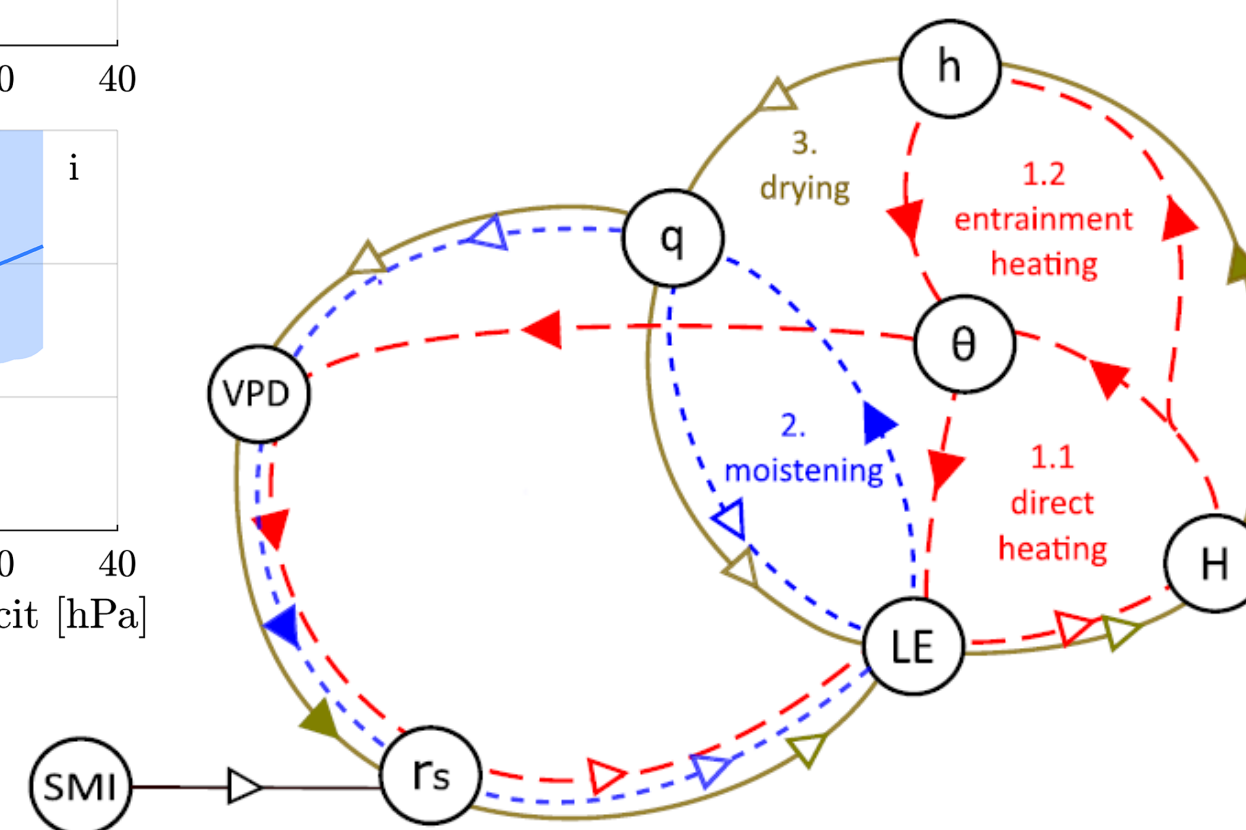 0 40
i
0 40
cit [hPa]
h
3.
drying
1.2
entrainment
heating
q
θ
VPD
2.
moistening
1.1
direct
heating
H
LE
rs
SMI